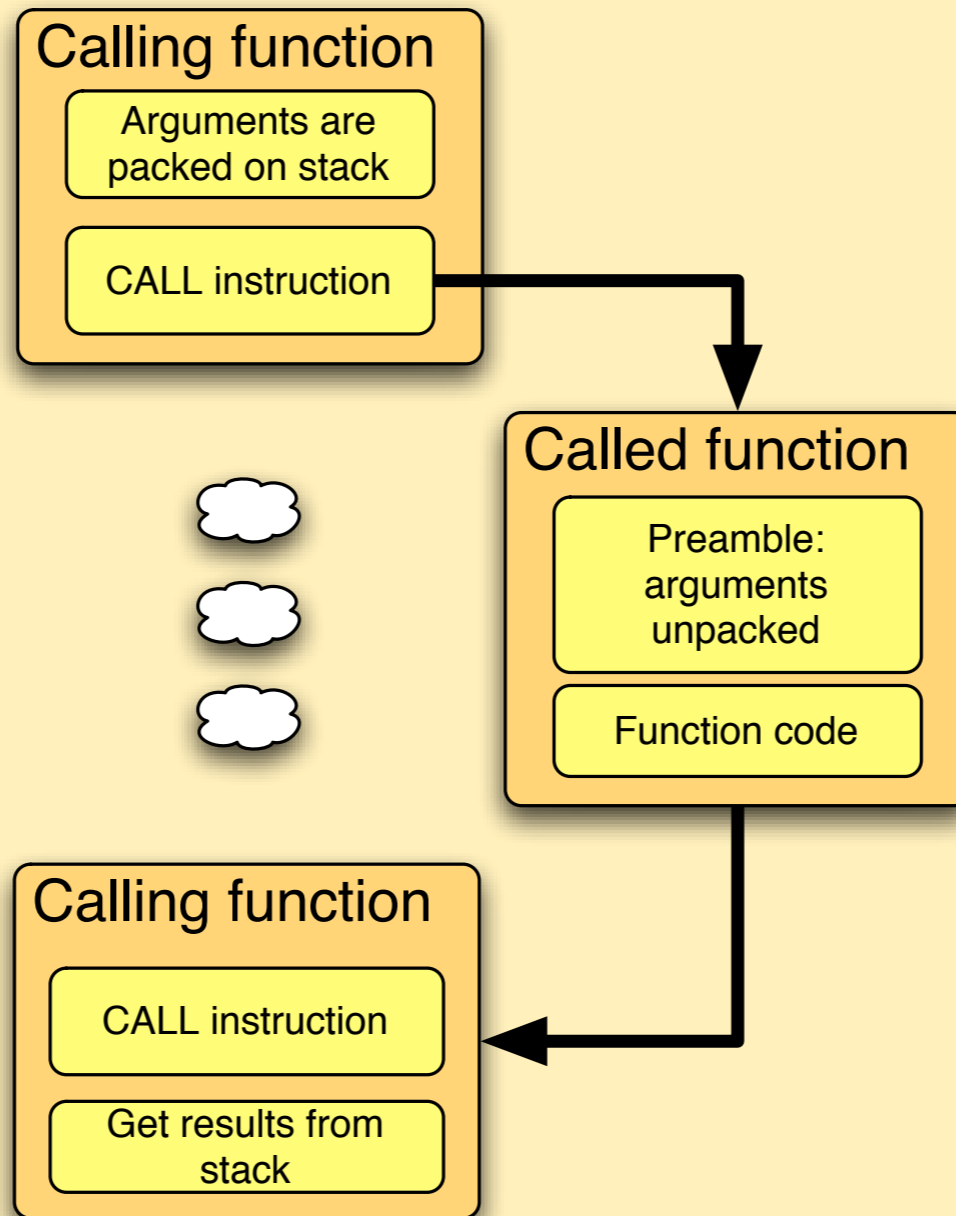 Calling function
Arguments are
packed on stack
CALL instruction
Called function
Preamble:
arguments
unpacked
Function code
Calling function
CALL instruction
Get results from
stack